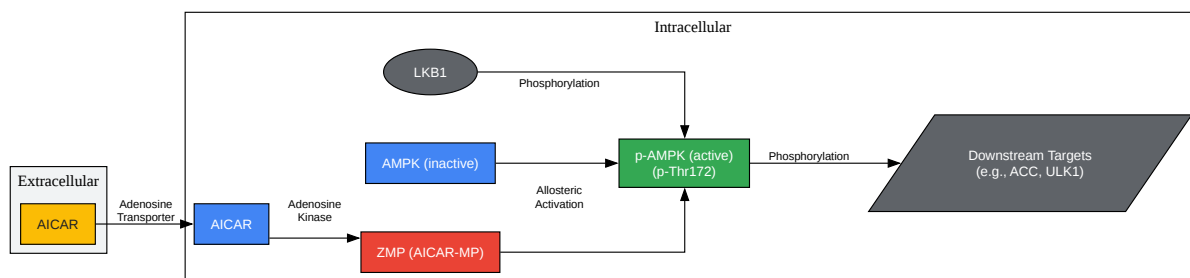 Intracellular
LKB1
Phosphorylation
AMPK (inactive)
p-AMPK (active)
(p-Thr172)
Phosphorylation
Downstream Targets
(e.g., ACC, ULK1)
Extracellular
AICAR
Adenosine
Transporter
AICAR
Adenosine
Kinase
ZMP (AICAR-MP)
Allosteric
Activation